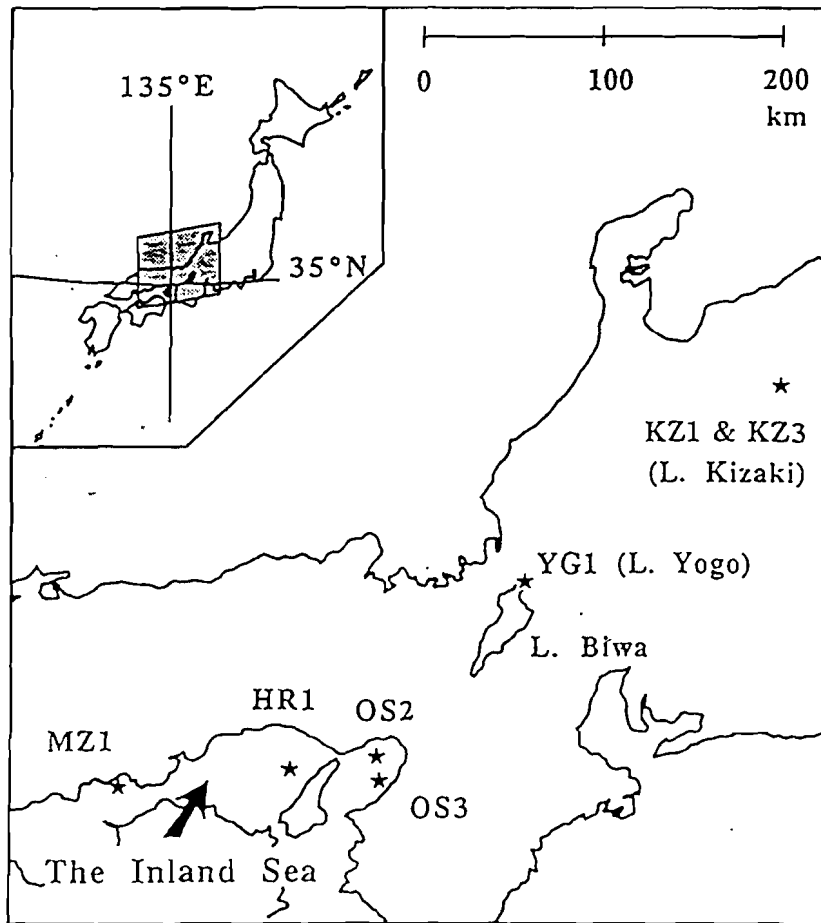 135°E
0 100 200
km
35°N
KZ1 & KZ3
(L. Kizaki)
YG1 (L. Yogo)
L. Biwa
HR1
OS2
MZ1
OS3
The Inland Sea